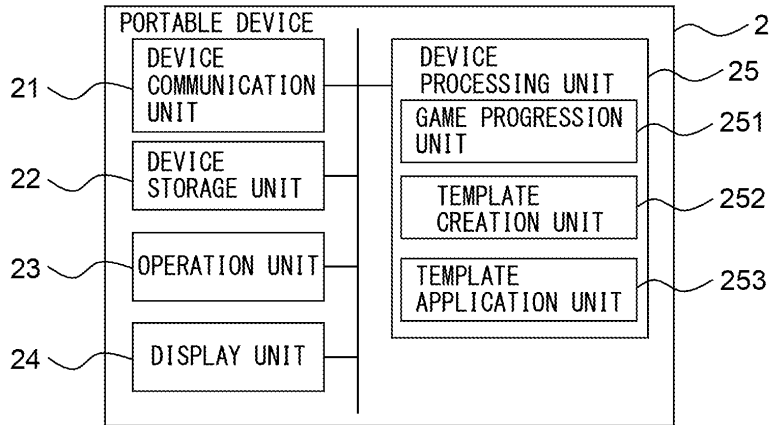 PORTABLE DEVICE
2
21
DEVICE
COMMUNICATION
UNIT
22
DEVICE
STORAGE UNIT
23
OPERATION UNIT
24
DISPLAY UNIT
DEVICE
PROCESSING UNIT
25
GAME PROGRESSION
UNIT
251
TEMPLATE
CREATION UNIT
252
TEMPLATE
APPLICATION UNIT
253